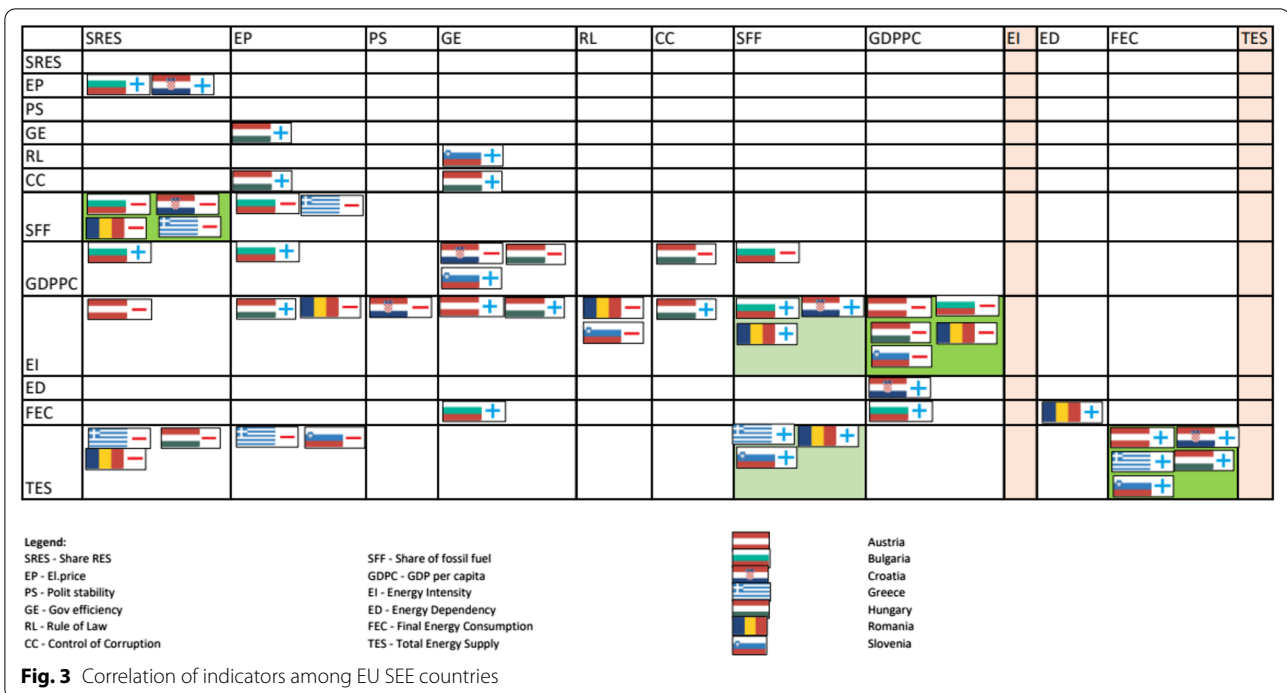 SRES EP PS GE RL CC SFF GDPPC EI ED FEC TES
SRES
EP + +
PS
GE +
RL +
CC + +
SFF − − − − − −
GDPPC + + − − + − −
EI − + − − + + − − + + + + − − − − −
ED +
FEC + + +
TES − − − − − + + + + + + + +
Legend:
SRES - Share RES SFF - Share of fossil fuel Austria
EP - El.price GDPC - GDP per capita Bulgaria
PS - Polit stability EI - Energy Intensity Croatia
GE - Gov efficiency ED - Energy Dependency Greece
RL - Rule of Law FEC - Final Energy Consumption Hungary
CC - Control of Corruption TES - Total Energy Supply Romania
Slovenia
Fig. 3 Correlation of indicators among EU SEE countries